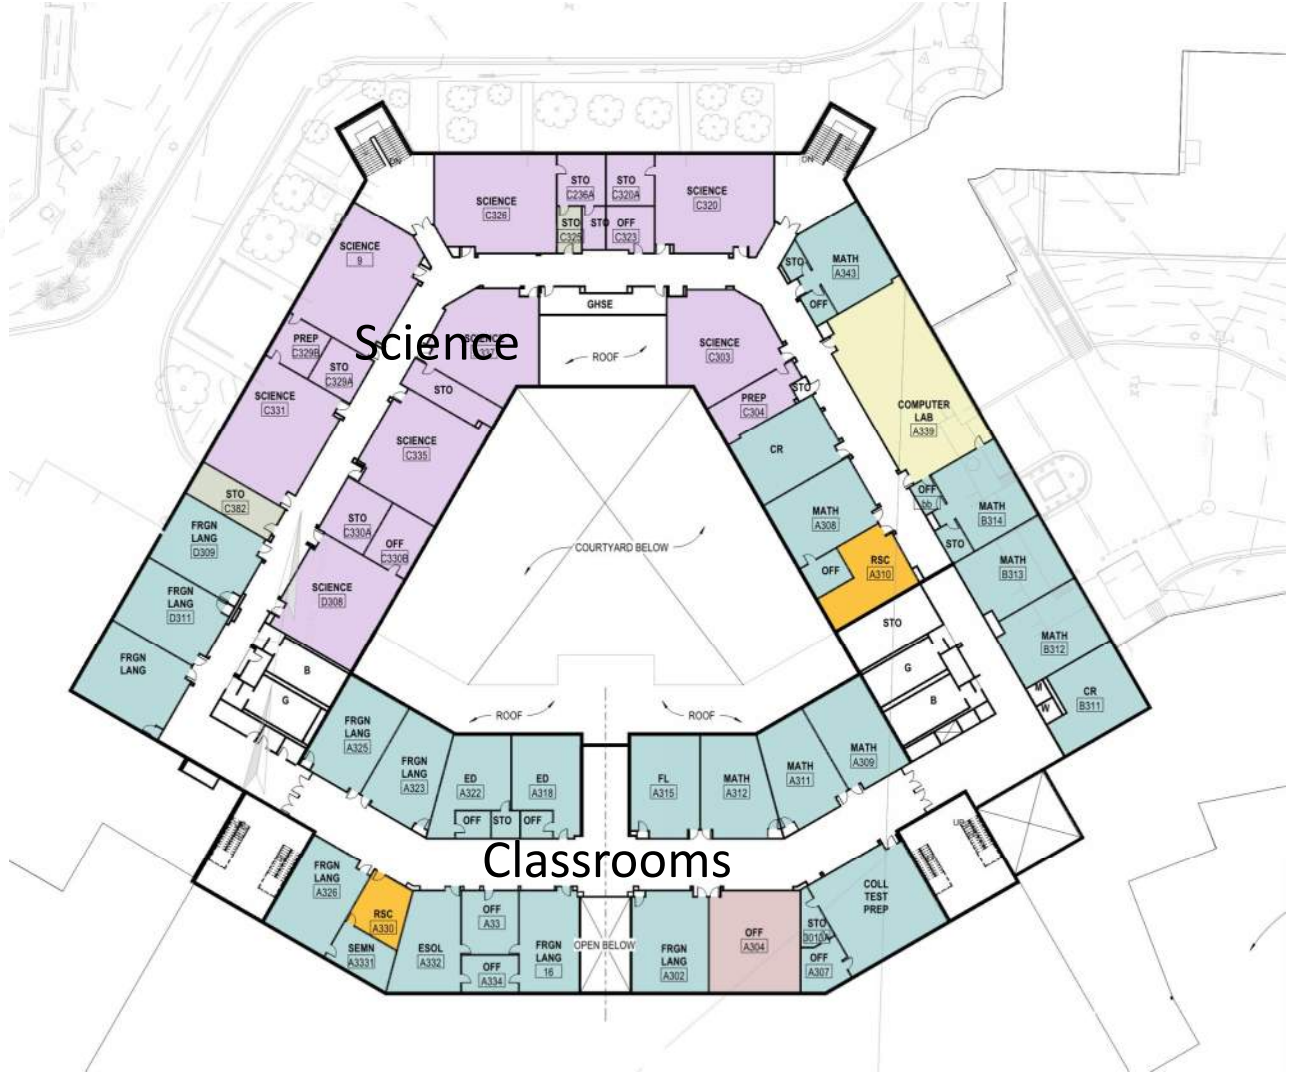 DN
DN
SCIENCE
C326
STO
C236A
STO
C320A
SCIENCE
C320
STO
STO
OFF
C323
SCIENCE
9
STO
MATH
A343
OFF
GHSE
ROOF
Science
SCIENCE
C303
PREP
C329B
STO
C329A
STO
STO
PREP
C304
SCIENCE
C331
COMPUTER
LAB
A339
SCIENCE
C335
CR
STO
C382
OFF
bb
MATH
B314
MATH
A308
STO
C330A
FRGN
LANG
D309
OFF
C330B
COURTYARD BELOW
STO
OFF
RSC
A310
MATH
B313
SCIENCE
D308
FRGN
LANG
D311
STO
MATH
B312
FRGN
LANG
B
G
G
B
M
W
CR
B311
ROOF
ROOF
FRGN
LANG
A325
FRGN
LANG
A323
ED
A322
ED
A318
FL
A315
MATH
A312
MATH
A311
MATH
A309
OFF
STO
OFF
UP
Classrooms
FRGN
LANG
A326
RSC
A330
SEMN
A3331
ESOL
A332
OFF
A33
OFF
A334
FRGN
LANG
16
OPEN BELOW
FRGN
LANG
A302
OFF
A304
STO
OFF
A307
COLL
TEST
PREP